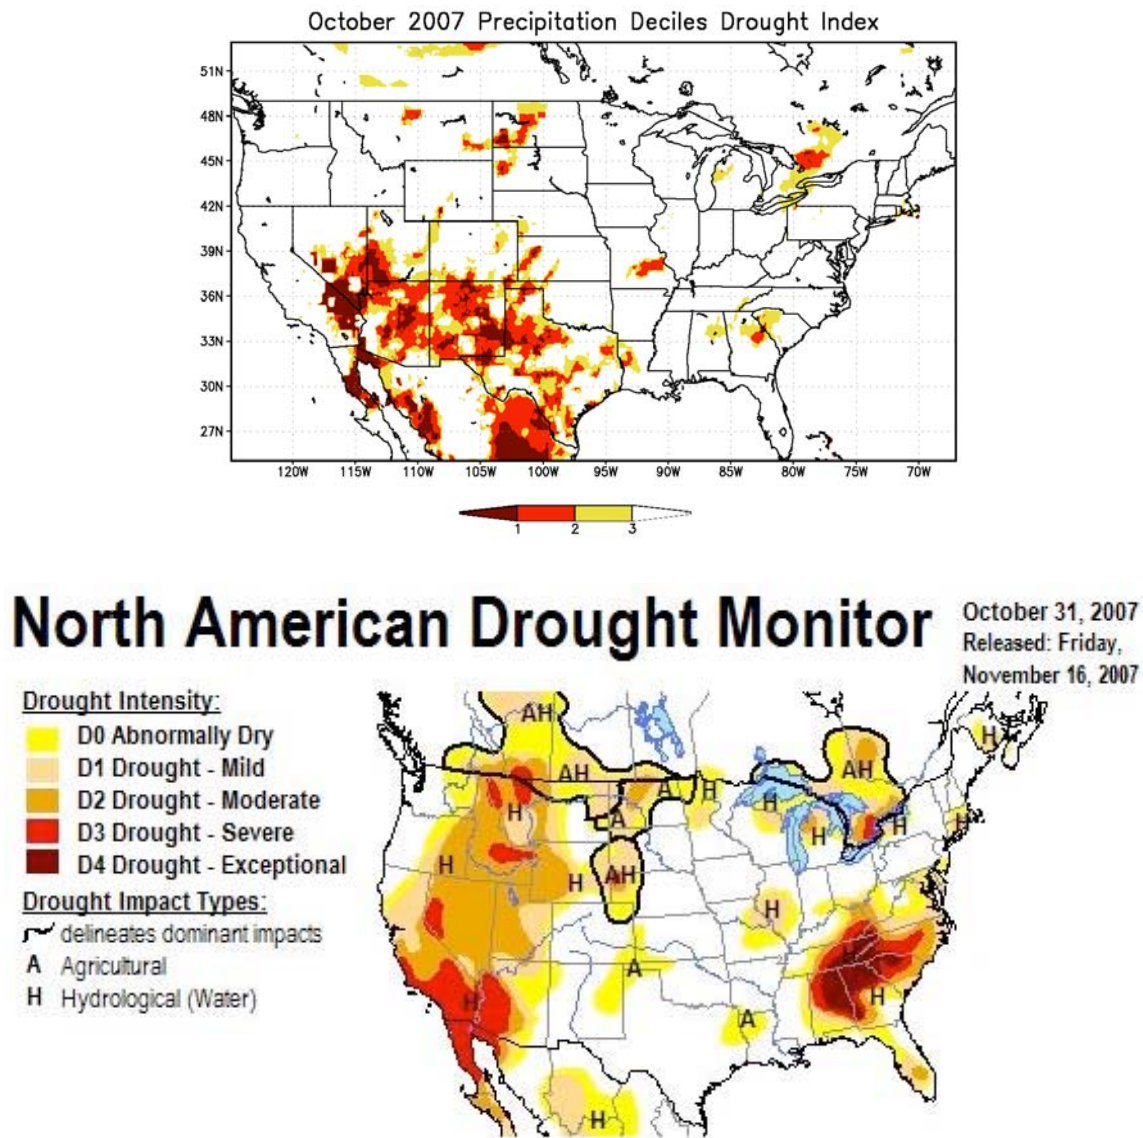 October 2007 Precipitation Deciles Drought Index
51N
48N
45N
42N
39N
36N
33N
30N
27N
120W 115W 110W 105W 100W 95W 90W 85W 80W 75W 70W
1 2 3
North American Drought Monitor
October 31, 2007
Released: Friday,
November 16, 2007
Drought Intensity:
D0 Abnormally Dry
D1 Drought - Mild
D2 Drought - Moderate
D3 Drought - Severe
D4 Drought - Exceptional
Drought Impact Types:
delineates dominant impacts
A Agricultural
H Hydrological (Water)
AH
H
AH
AH
A
H
H
H
A
H
H
H
H
H
AH
H
H
A
H
H
H
A
H